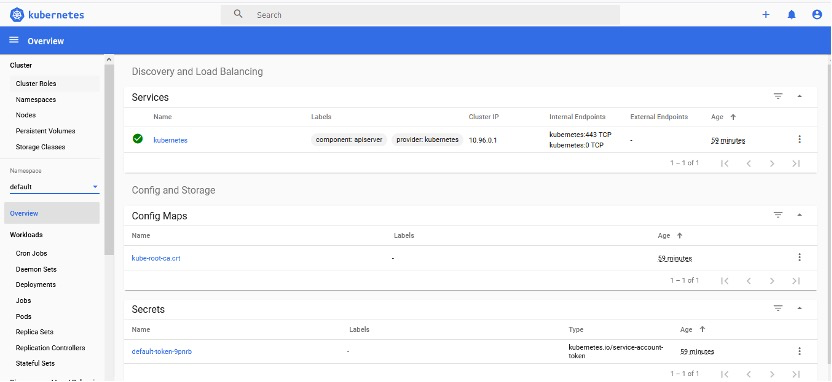 kubernetes
Search
Overview
Cluster
Cluster Roles
Namespaces
Nodes
Persistent Volumes
Storage Classes
Namespace
default
Overview
Workloads
Cron Jobs
Daemon Sets
Deployments
Jobs
Pods
Replica Sets
Replication Controllers
Stateful Sets
Discovery and Load Balancing
Services
Name Labels Cluster IP Internal Endpoints External Endpoints Age
kubernetes component: apiserver provider: kubernetes 10.96.0.1 kubernetes:443 TCP - 59 minutes
kubernetes:0 TCP
1 – 1 of 1
Config and Storage
Config Maps
Name Labels Age
kube-root-ca.crt - 59 minutes
1 – 1 of 1
Secrets
Name Labels Type Age
default-token-9pnrb - kubernetes.io/service-account-token 59 minutes
1 – 1 of 1